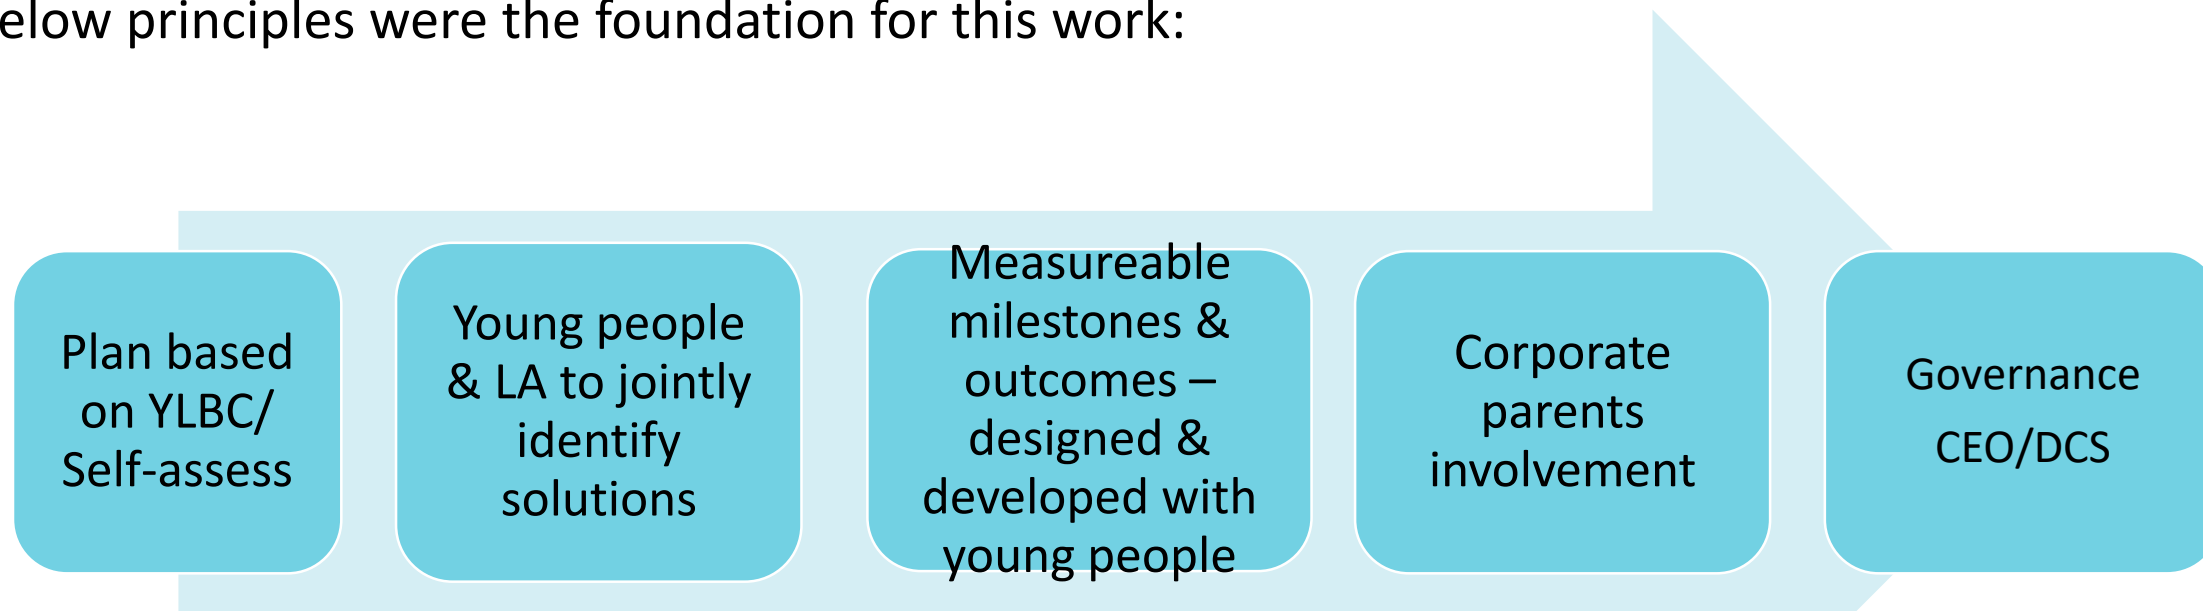 elow principles were the foundation for this work:
Plan based
on YLBC/
Self-assess
Young people
& LA to jointly
identify
solutions
Measureable
milestones &
outcomes –
designed &
developed with
young people
Corporate
parents
involvement
Governance
CEO/DCS